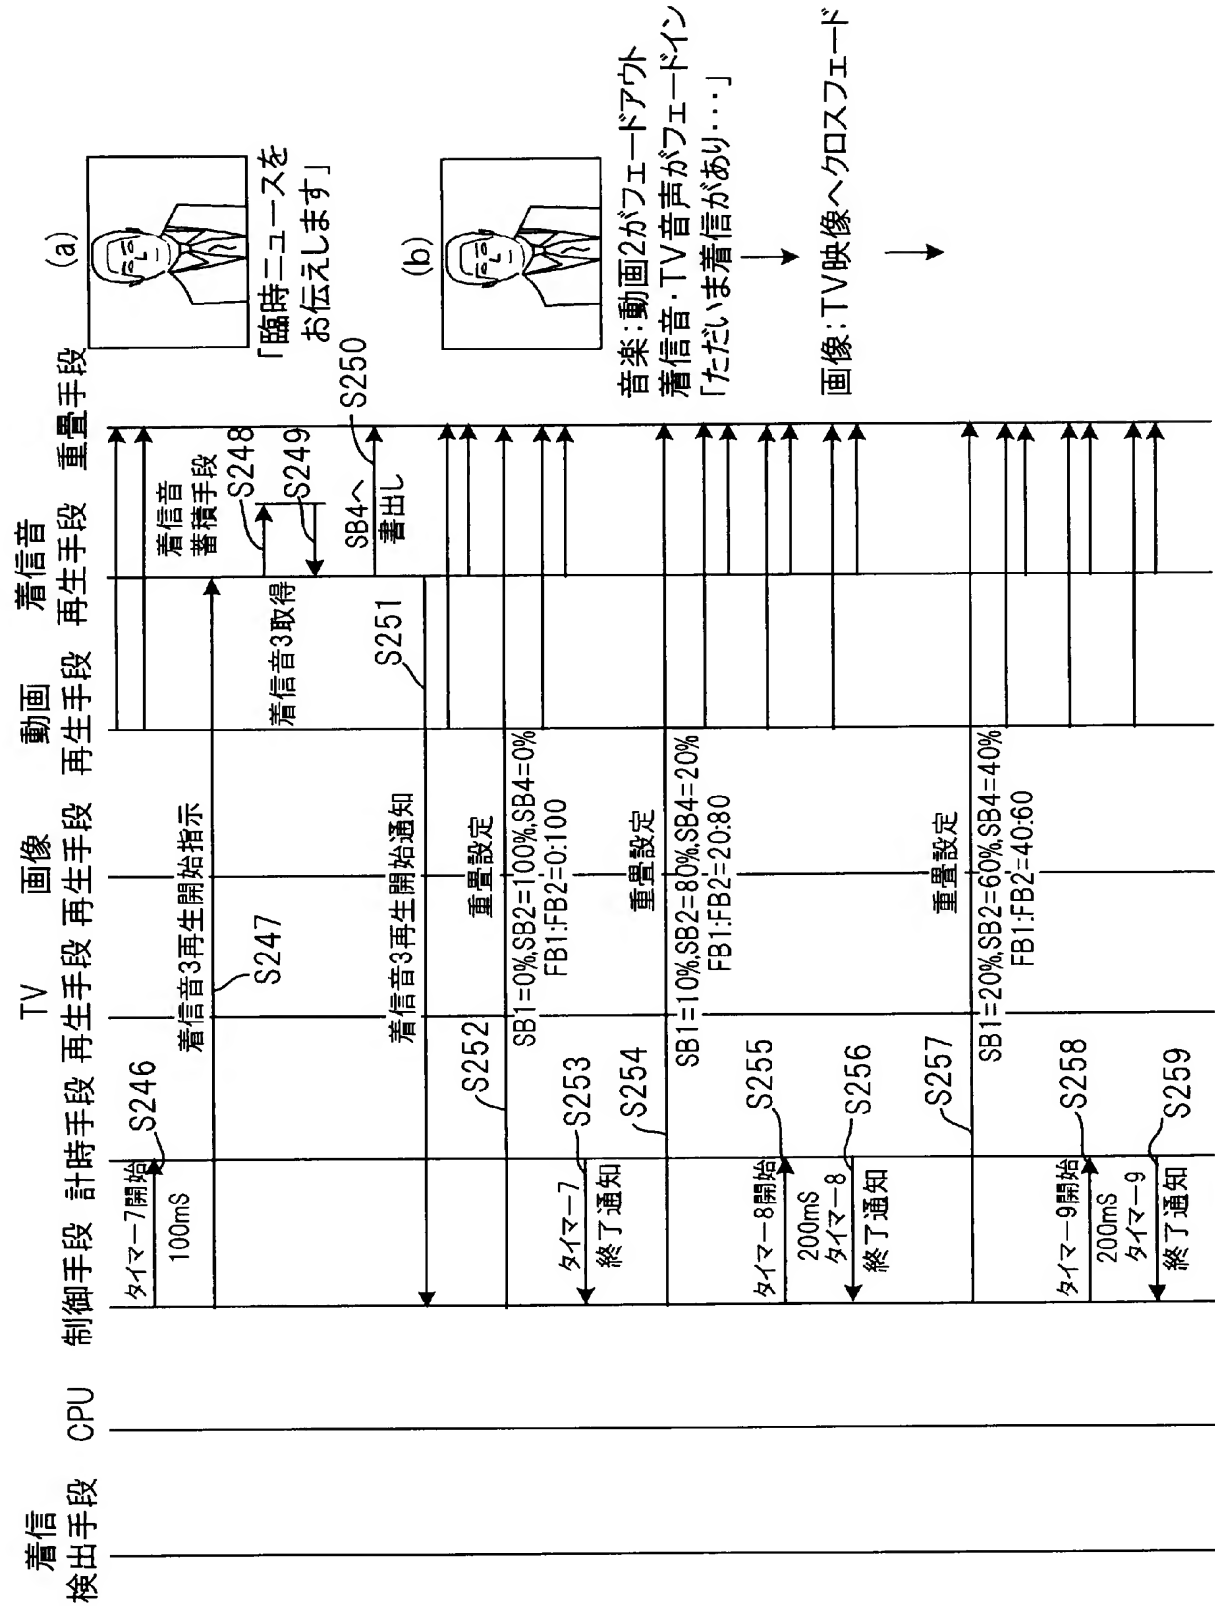 着信
検出手段
CPU
制御手段
計時手段
TV
再生手段
画像
再生手段
動画
再生手段
着信音
再生手段
重畳手段
タイマー7開始
S246
100mS
着信音3再生開始指示
S247
着信音
蓄積手段
S248
着信音3取得
S249
SB4へ
書出し
S250
着信音3再生開始通知
S251
S252
重畳設定
SB1=0%,SB2=100%,SB4=0%
FB1:FB2=0:100
タイマー7
終了通知
S253
S254
重畳設定
SB1=10%,SB2=80%,SB4=20%
FB1:FB2=20:80
タイマー8開始
S255
200mS
タイマー8
終了通知
S256
S257
重畳設定
SB1=20%,SB2=60%,SB4=40%
FB1:FB2=40:60
タイマー9開始
S258
200mS
タイマー9
終了通知
S259
(a)
「臨時ニュースを
お伝えします」
(b)
音楽:動画2がフェードアウト
着信音・TV音声がフェードイン
「ただいま着信があり・・・・」
画像:TV映像へクロスフェード